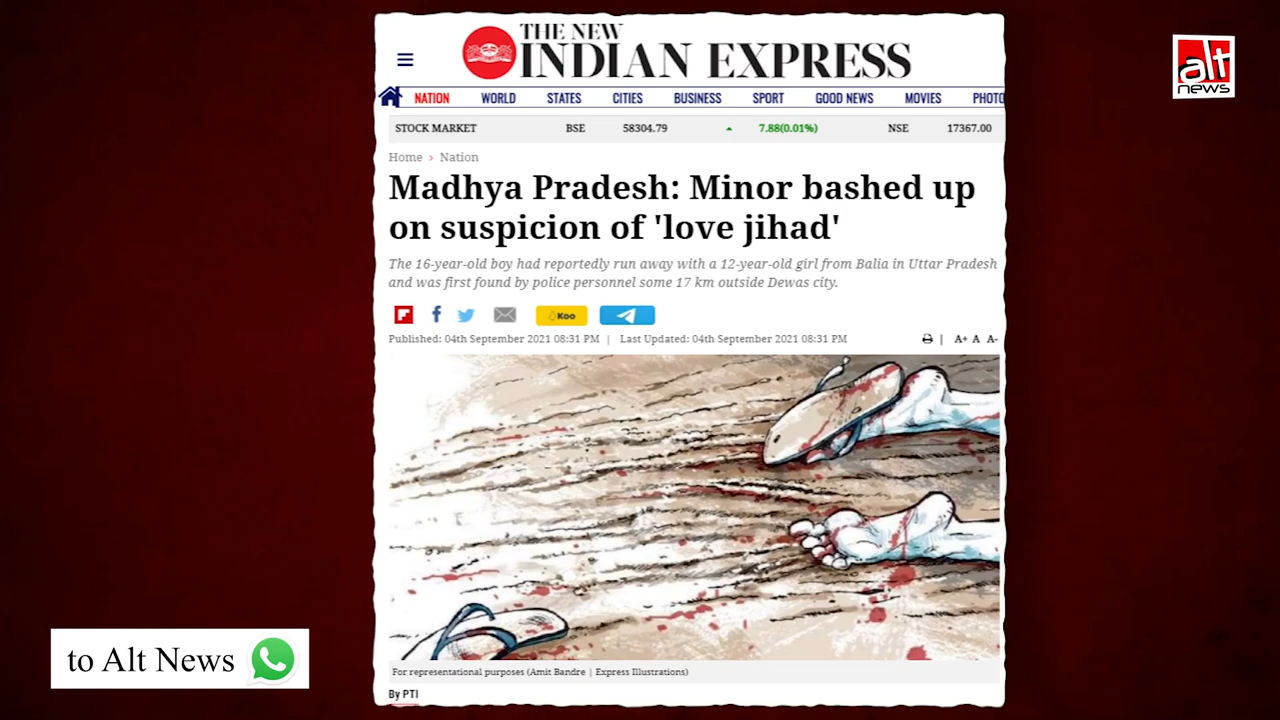 THE NEW
INDIAN EXPRESS
alt
news
NATION WORLD STATES CITIES BUSINESS SPORT GOOD NEWS MOVIES PHOTO
STOCK MARKET BSE 58304.79 7.88(0.01%) NSE 17367.00
Home > Nation
Madhya Pradesh: Minor bashed up
on suspicion of 'love jihad'
The 16-year-old boy had reportedly run away with a 12-year-old girl from Balia in Uttar Pradesh
and was first found by police personnel some 17 km outside Dewas city.
Koo
Published: 04th September 2021 08:31 PM | Last Updated: 04th September 2021 08:31 PM | A+ A A-
to Alt News
For representational purposes (Amit Bandre | Express Illustrations)
By PTI